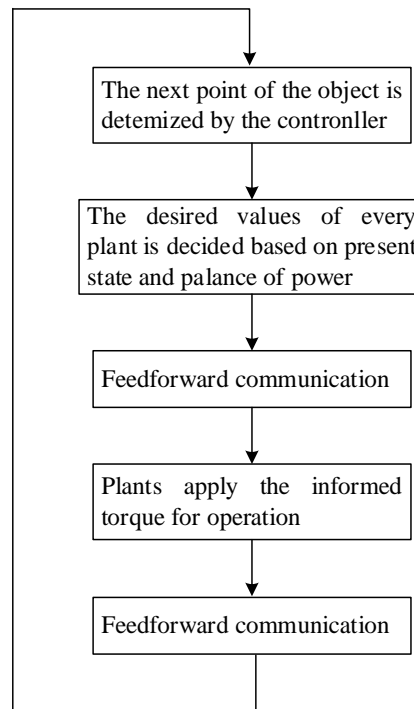 The next point of the object is
detemized by the contronller
The desired values of every
plant is decided based on present
state and palance of power
Feedforward communication
Plants apply the informed
torque for operation
Feedforward communication